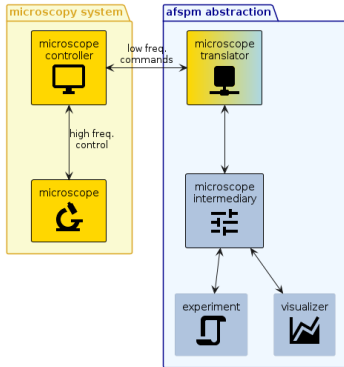 microscopy system
afspm abstraction
microscope
controller
low freq.
commands
microscope
translator
high freq.
control
microscope
microscope
intermediary
experiment
visualizer